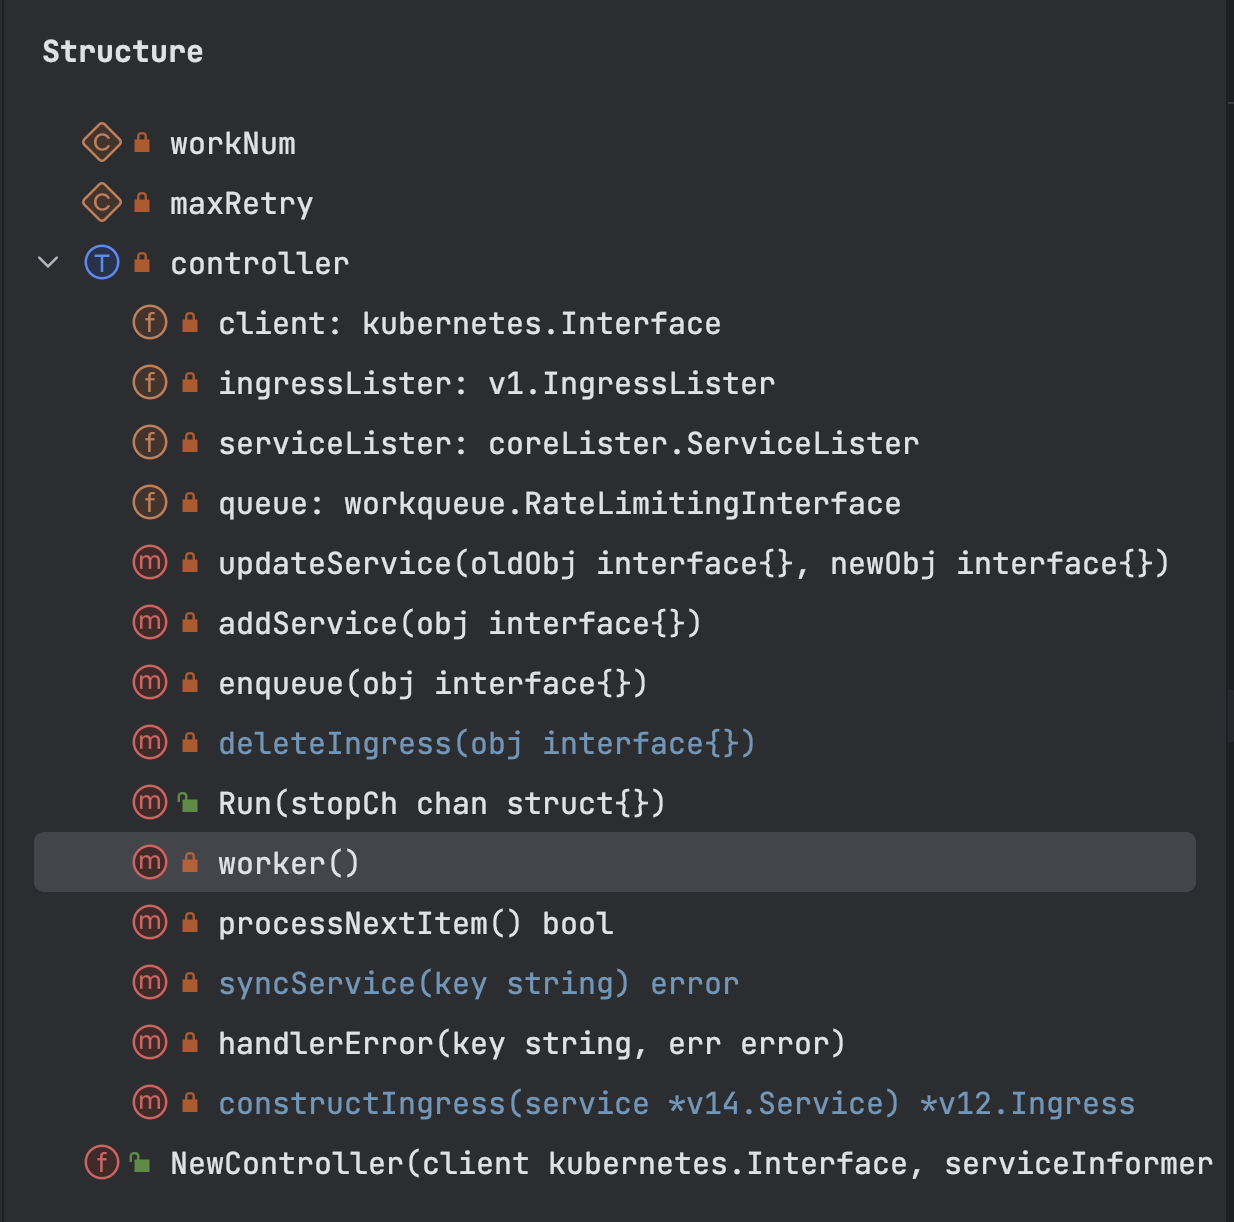 Structure
workNum
maxRetry
controller
client: kubernetes.Interface
ingressLister: v1.IngressLister
serviceLister: coreLister.ServiceLister
queue: workqueue.RateLimitingInterface
updateService(oldObj interface{}, newObj interface{})
addService(obj interface{})
enqueue(obj interface{})
deleteIngress(obj interface{})
Run(stopCh chan struct{})
worker()
processNextItem() bool
syncService(key string) error
handlerError(key string, err error)
constructIngress(service *v14.Service) *v12.Ingress
NewController(client kubernetes.Interface, serviceInformer